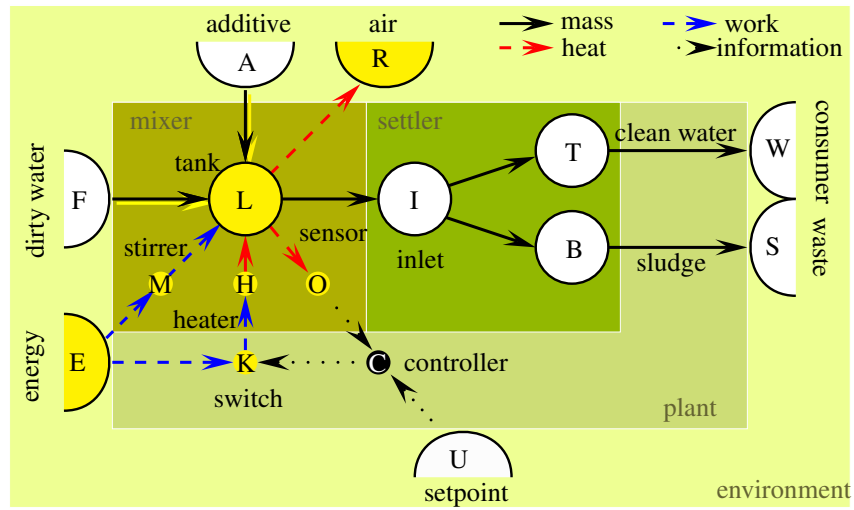 additive
air
mass
work
heat
information
A
R
mixer
settler
tank
dirty water
F
L
I
T
clean water
W
consumer
stirrer
sensor
inlet
B
sludge
S
waste
M
H
O
heater
energy
E
K
C
controller
switch
plant
U
setpoint
environment